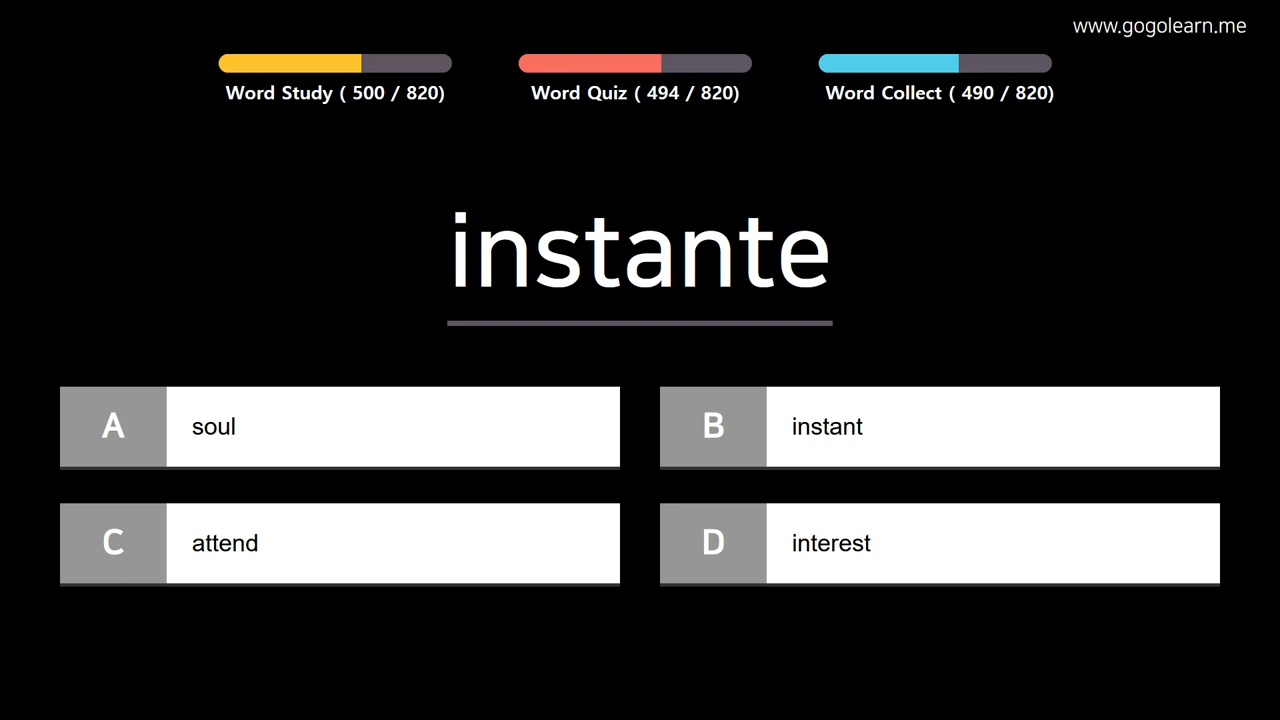 www.gogolearn.me
Word Study ( 500 / 820)
Word Quiz ( 494 / 820)
Word Collect ( 490 / 820)
instante
A
soul
B
instant
C
attend
D
interest